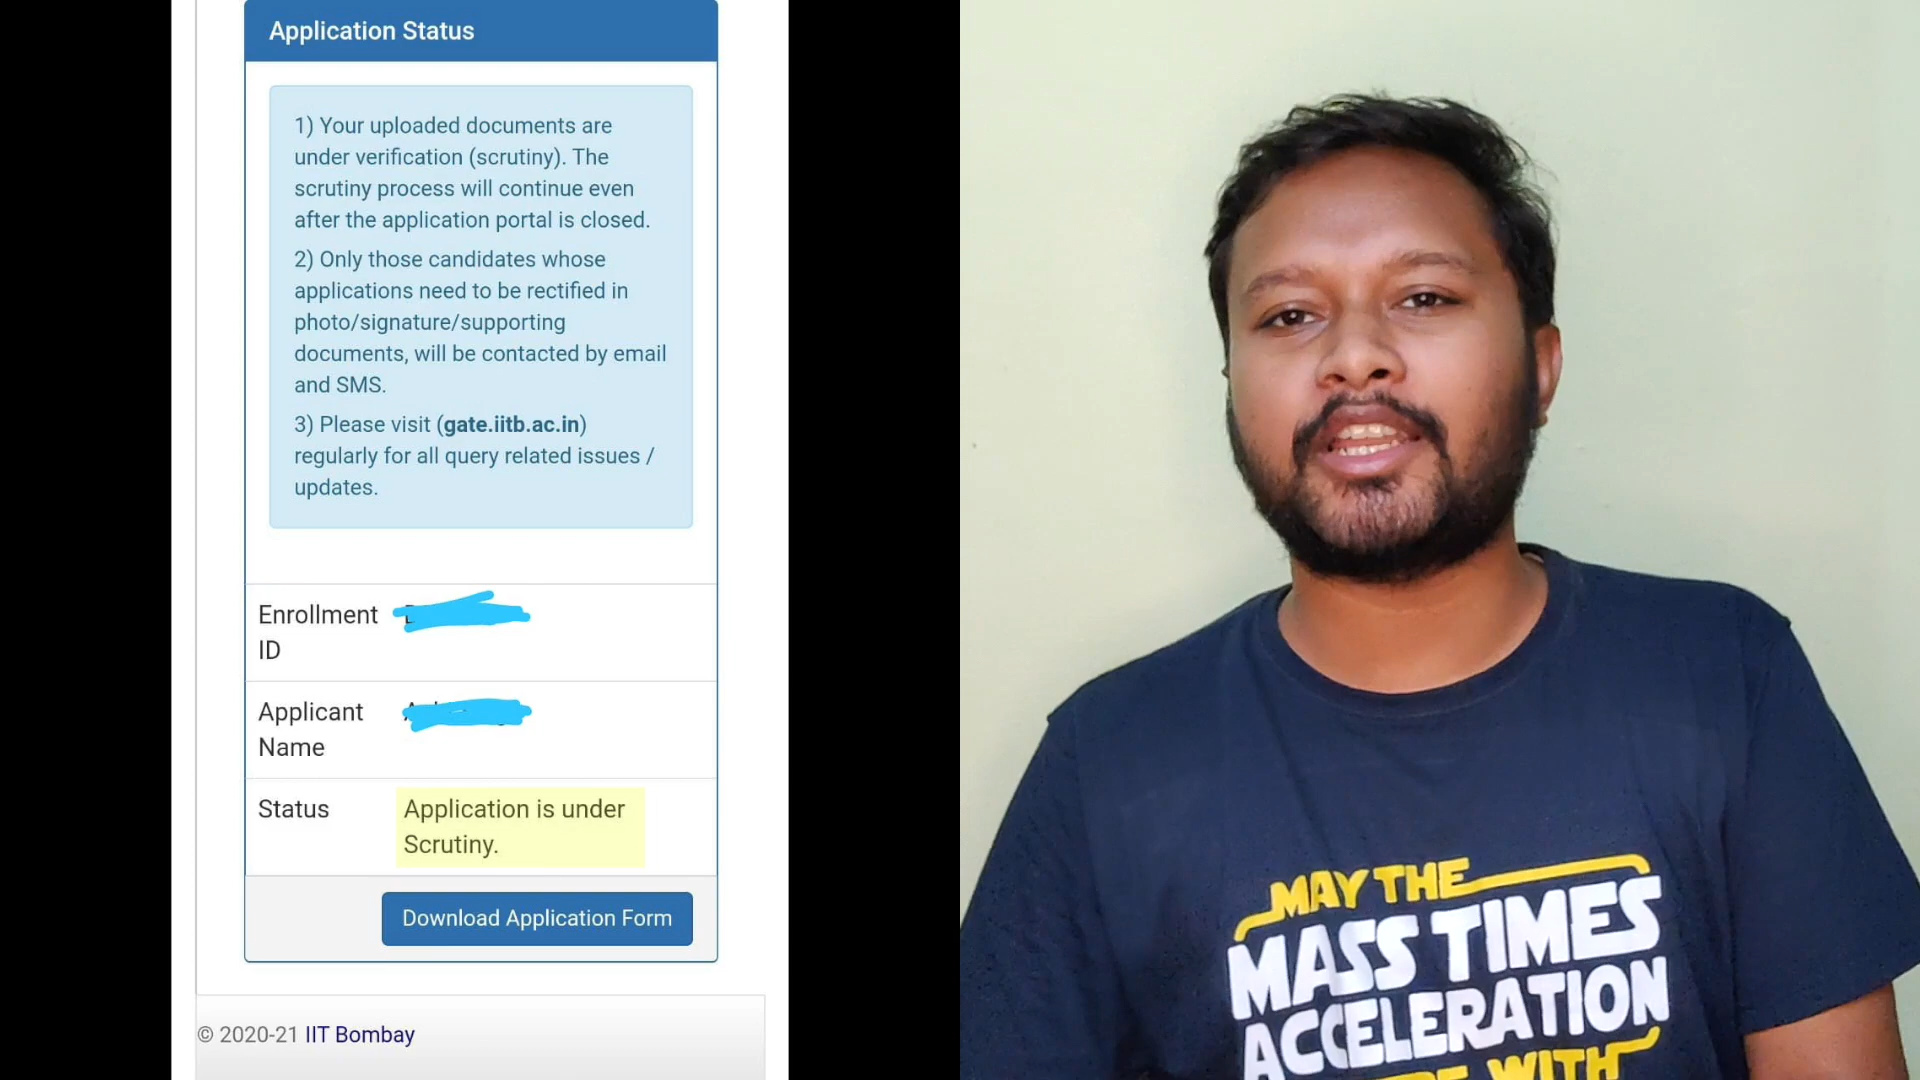 Application Status
1) Your uploaded documents are
under verification (scrutiny). The
scrutiny process will continue even
after the application portal is closed.
2) Only those candidates whose
applications need to be rectified in
photo/signature/supporting
documents, will be contacted by email
and SMS.
3) Please visit (gate.iitb.ac.in)
regularly for all query related issues /
updates.
Enrollment
ID
Applicant
Name
Status
Application is under
Scrutiny.
Download Application Form
© 2020-21 IIT Bombay
MAY THE
MASS TIMES
ACCELERATION
WITH